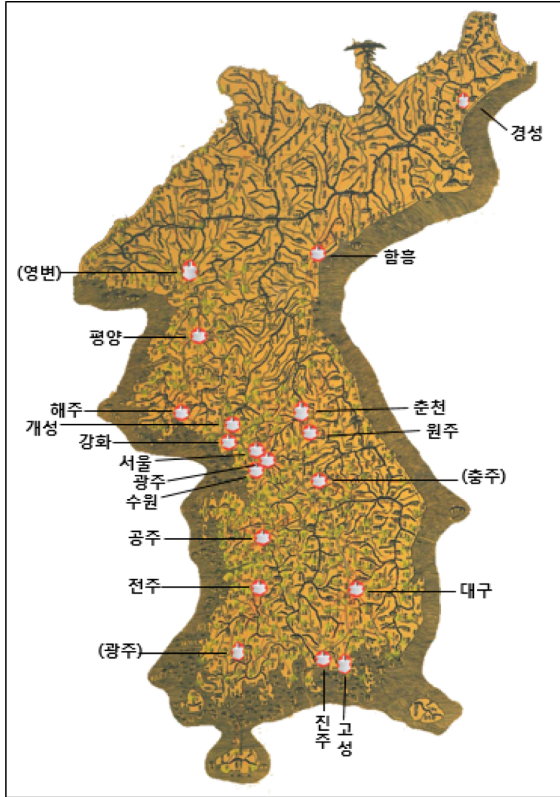 경성
함흥
(영변)
평양
해주
춘천
개성
원주
강화
서울
광주
(충주)
수원
공주
전주
대구
(광주)
진주
고성